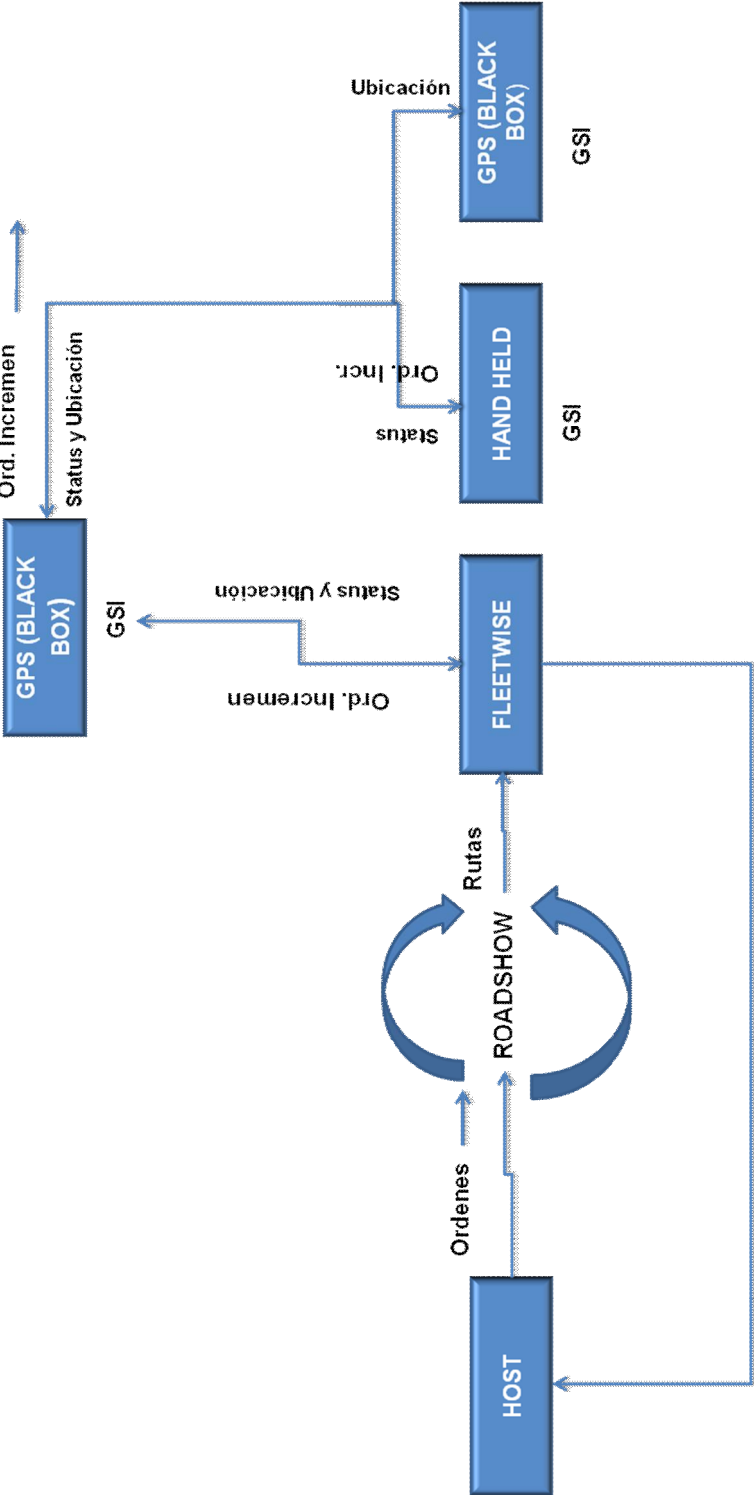 HOST
Ordenes
ROADSHOW
Rutas
FLEETWISE
Ord. Incremen
Status y Ubicación
GPS (BLACK
BOX)
GSI
Ord. Incremen
Status y Ubicación
Status
Ord. Incr.
HAND HELD
GSI
Ubicación
GPS (BLACK
BOX)
GSI